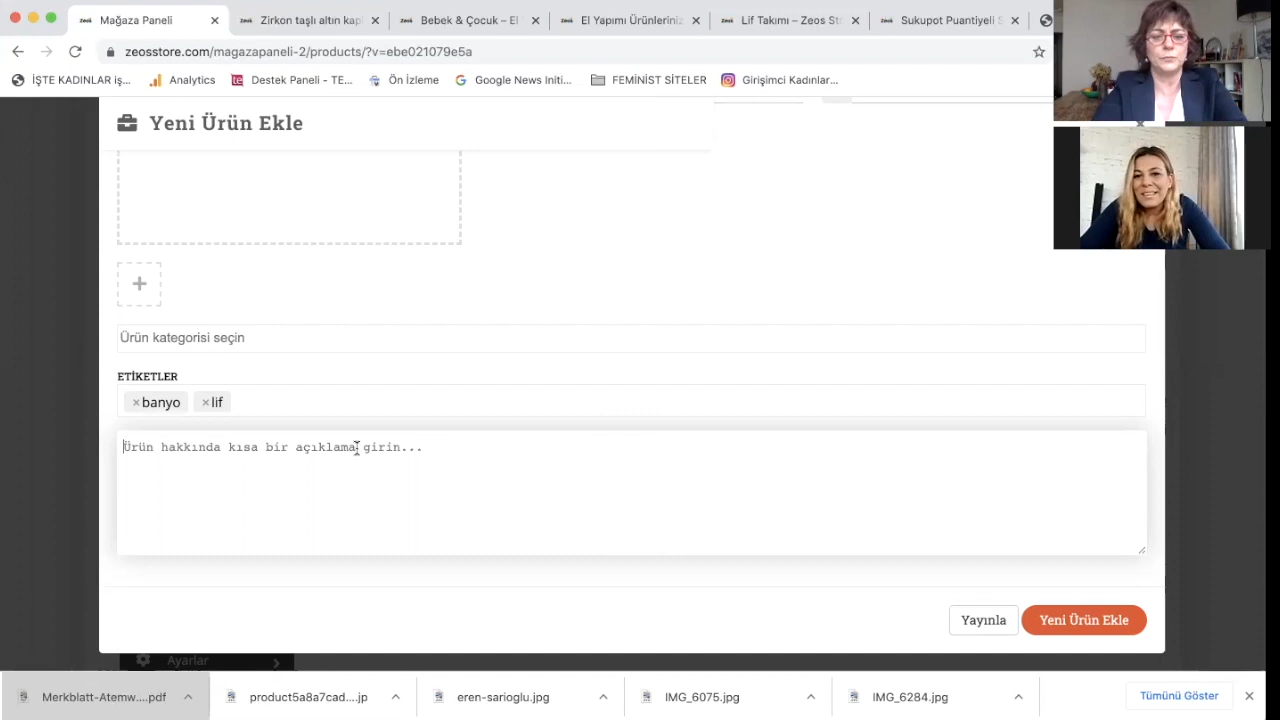 Mağaza Paneli
Zirkon taşlı altın kap
Bebek & Çocuk – El
El Yapımı Ürünleriniz
Lif Takımı – Zeos St
Sukupot Puantiyeli
zeosstore.com/magazapaneli-2/products/?v=ebe021079e5a
İŞTE KADINLAR iş...
Analytics
Destek Paneli - TE...
Ön İzleme
Google News Initi...
FEMİNİST SİTELER
Girişimci Kadınlar...
Yeni Ürün Ekle
+
Ürün kategorisi seçin
ETİKETLER
×banyo ×lif
Ürün hakkında kısa bir açıklama girin...
Yayınla
Yeni Ürün Ekle
Ayarlar
Merkblatt-Atemw....pdf
product5a8a7cad....jp
eren-sarioglu.jpg
IMG_6075.jpg
IMG_6284.jpg
Tümünü Göster